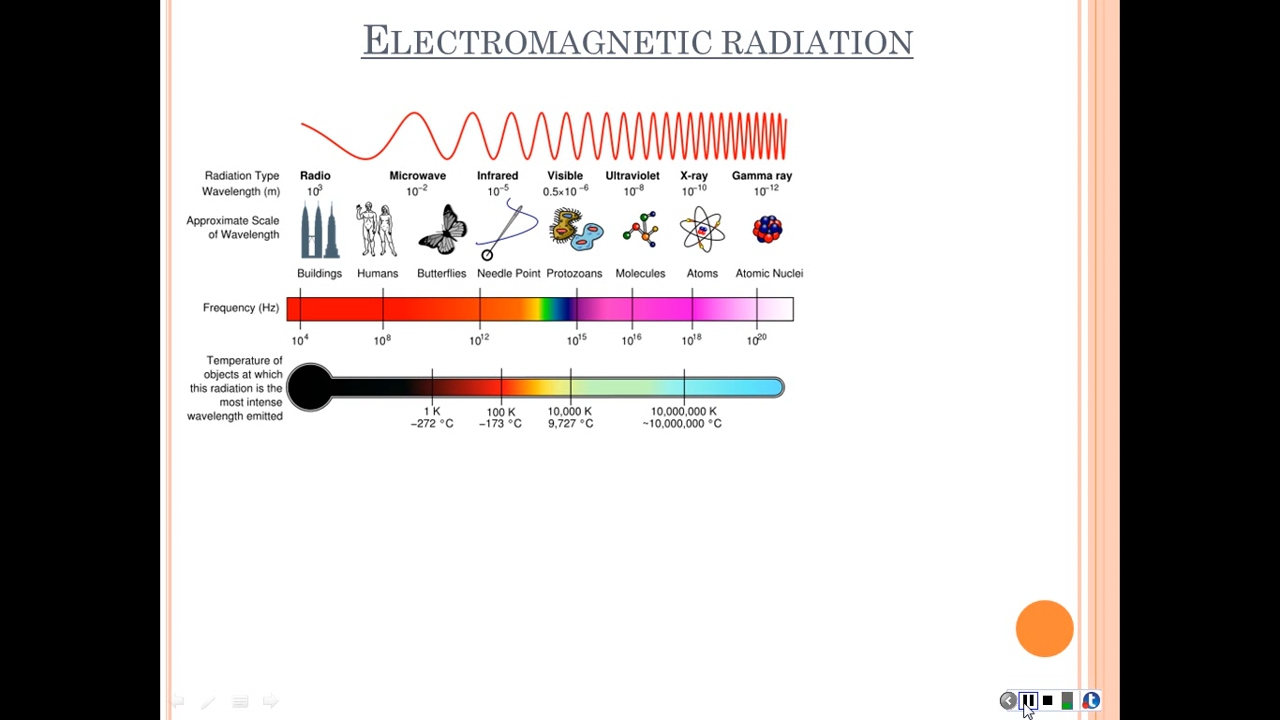 ELECTROMAGNETIC RADIATION
Radiation Type Radio Microwave Infrared Visible Ultraviolet X-ray Gamma ray
Wavelength (m) 10³ 10⁻² 10⁻⁵ 0.5×10⁻⁶ 10⁻⁸ 10⁻¹⁰ 10⁻¹²
Approximate Scale
of Wavelength
Buildings Humans Butterflies Needle Point Protozoans Molecules Atoms Atomic Nuclei
Frequency (Hz)
10⁴ 10⁸ 10¹² 10¹⁵ 10¹⁶ 10¹⁸ 10²⁰
Temperature of
objects at which
this radiation is the
most intense
wavelength emitted
1 K 100 K 10,000 K 10,000,000 K
−272 °C −173 °C 9,727 °C ~10,000,000 °C